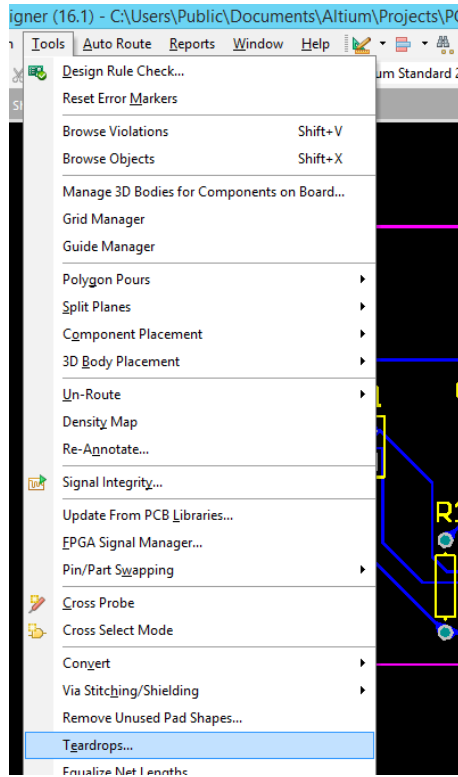 igner (16.1) - C:\Users\Public\Documents\Altium\Projects\PC
Tools Auto Route Reports Window Help
Design Rule Check...
um Standard 2
Reset Error Markers
Browse Violations Shift+V
Browse Objects Shift+X
Manage 3D Bodies for Components on Board...
Grid Manager
Guide Manager
Polygon Pours
Split Planes
Component Placement
3D Body Placement
Un-Route
Density Map
Re-Annotate...
Signal Integrity...
Update From PCB Libraries...
FPGA Signal Manager...
Pin/Part Swapping
Cross Probe
Cross Select Mode
Convert
Via Stitching/Shielding
Remove Unused Pad Shapes...
Teardrops...
Equalize Net Lengths
R1